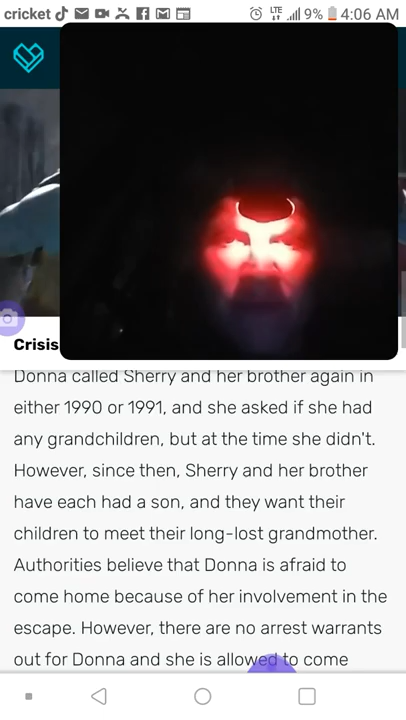 cricket LTE 9% 4:06 AM
Crisis
Donna called Sherry and her brother again in
either 1990 or 1991, and she asked if she had
any grandchildren, but at the time she didn't.
However, since then, Sherry and her brother
have each had a son, and they want their
children to meet their long-lost grandmother.
Authorities believe that Donna is afraid to
come home because of her involvement in the
escape. However, there are no arrest warrants
out for Donna and she is allowed to come